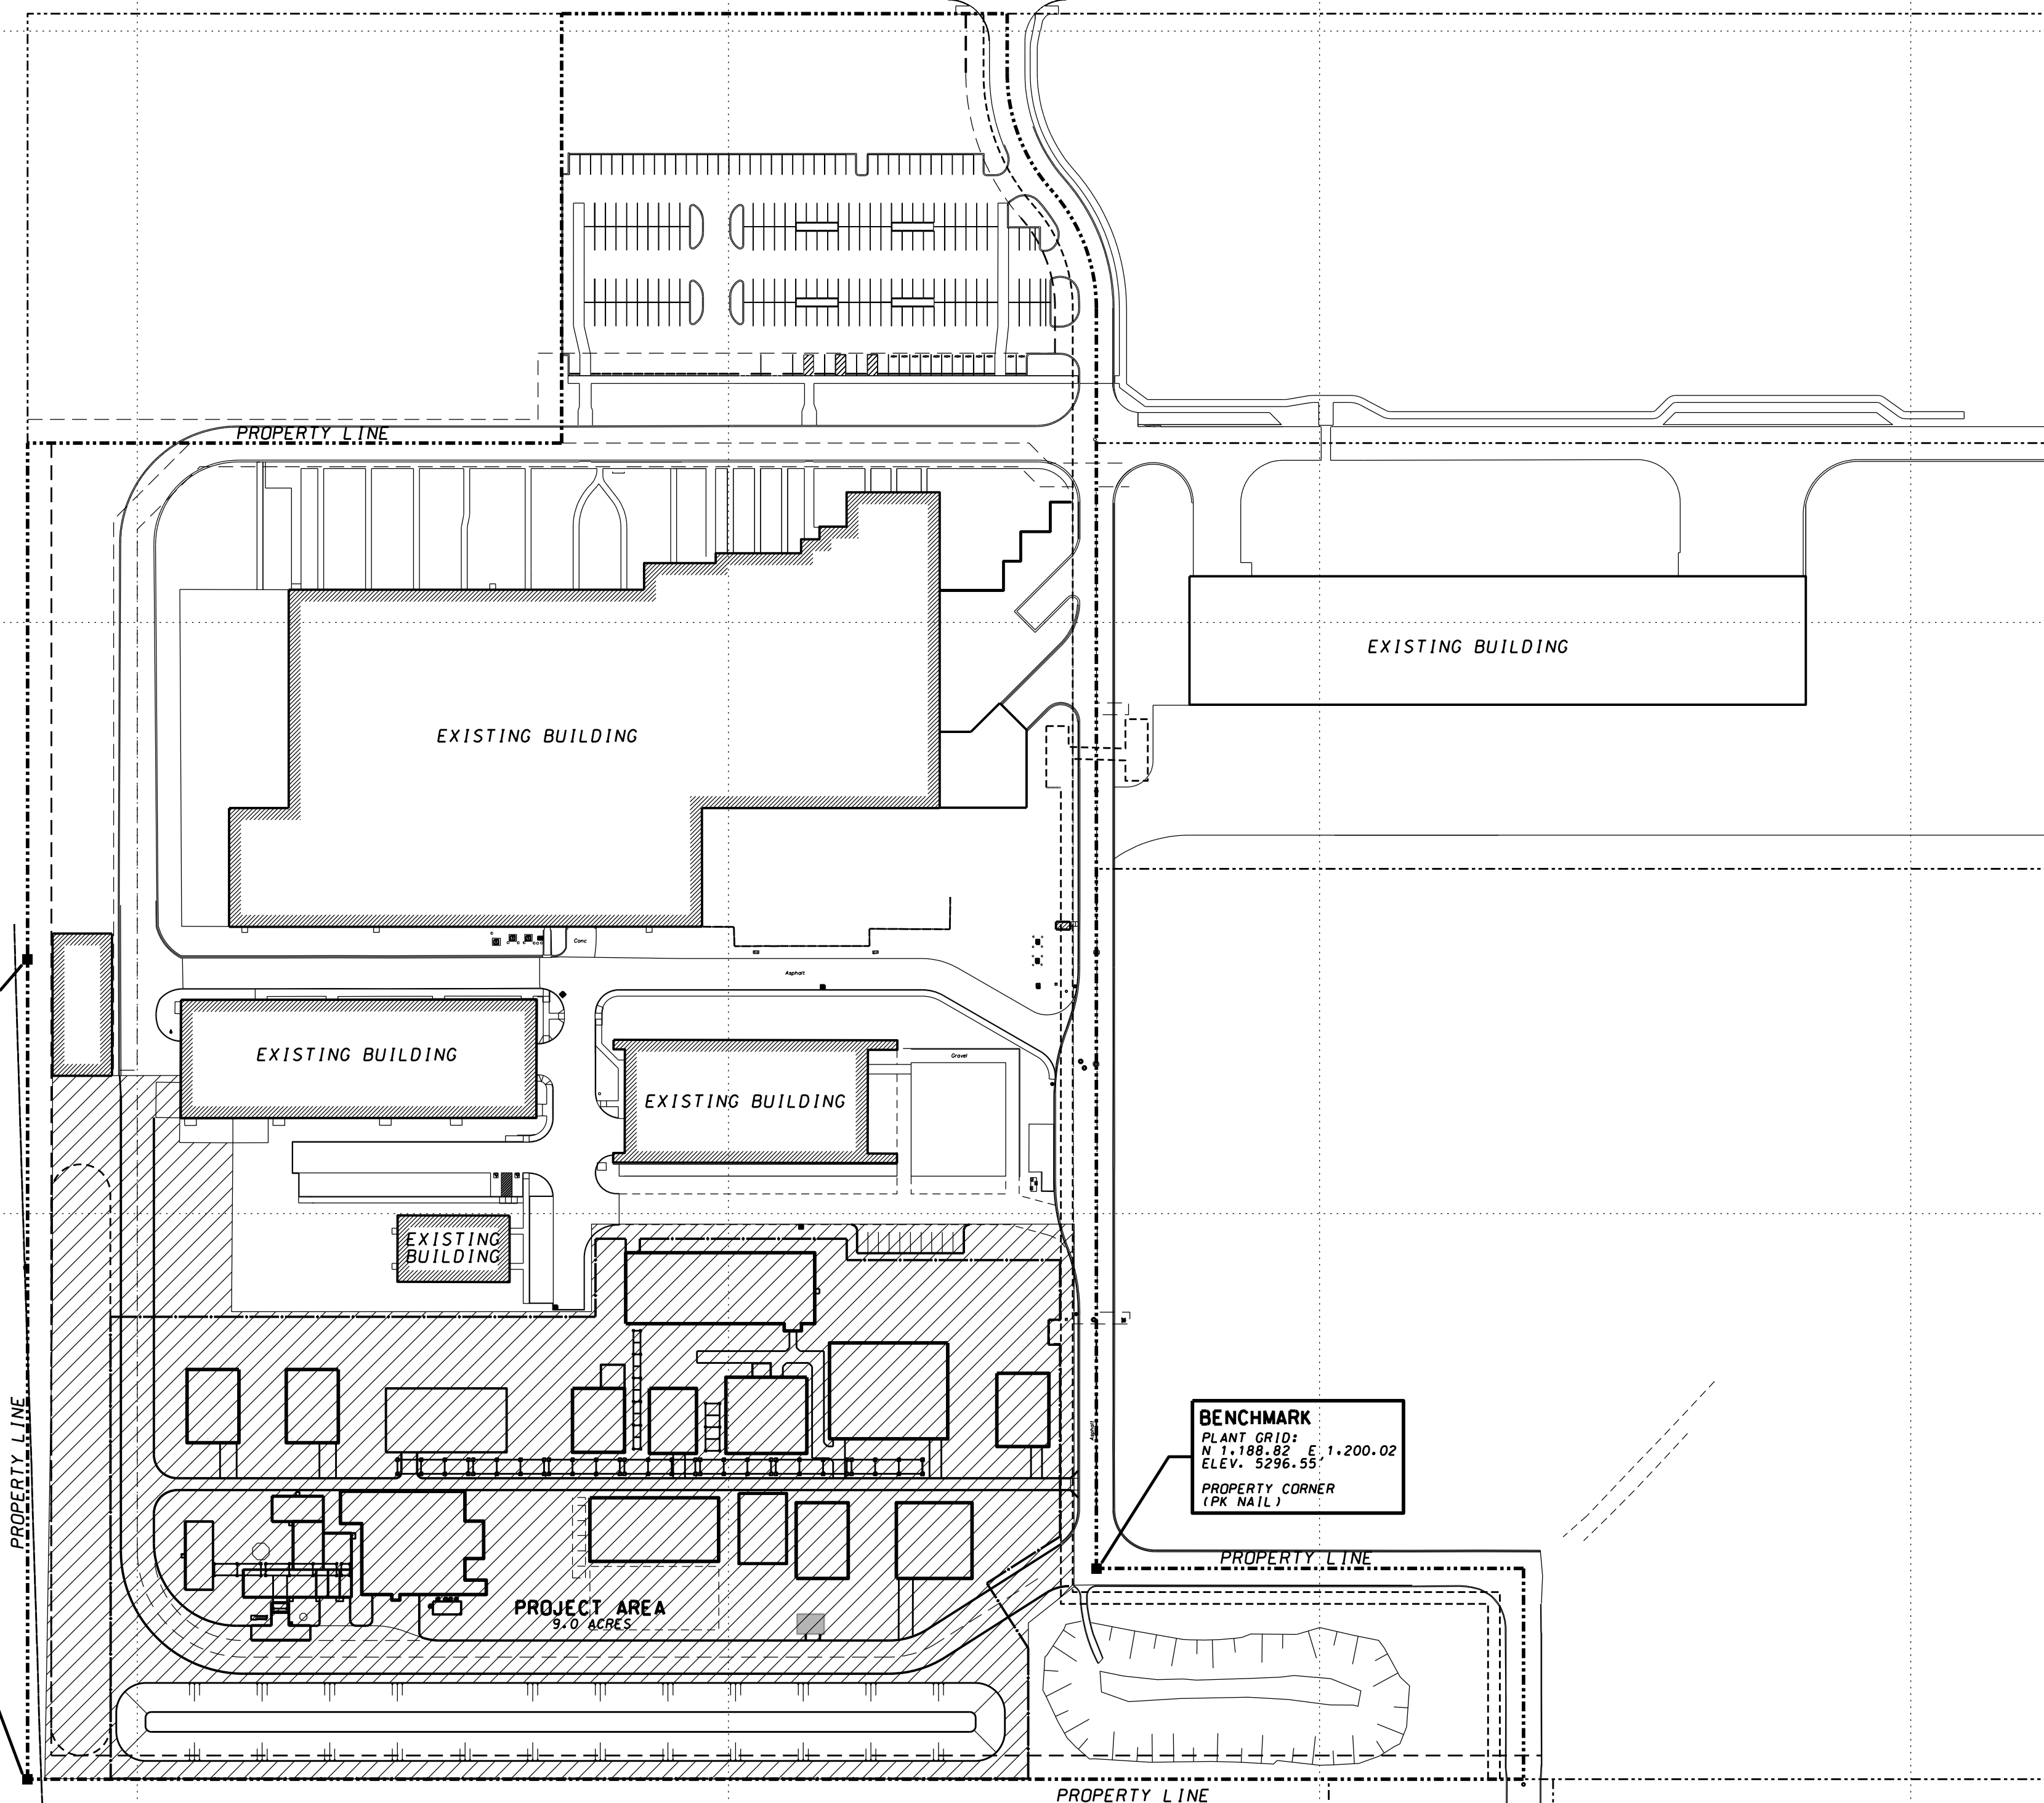 PROPERTY LINE
EXISTING BUILDING
EXISTING BUILDING
Conc
Asphalt
EXISTING BUILDING
Gravel
EXISTING BUILDING
EXISTING
BUILDING
PROPERTY LINE
Asphalt
BENCHMARK
PLANT GRID:
N 1,188.82 E 1,200.02
ELEV. 5296.55'
PROPERTY CORNER
(PK NAIL)
PROPERTY LINE
PROJECT AREA
9.0 ACRES
PROPERTY LINE